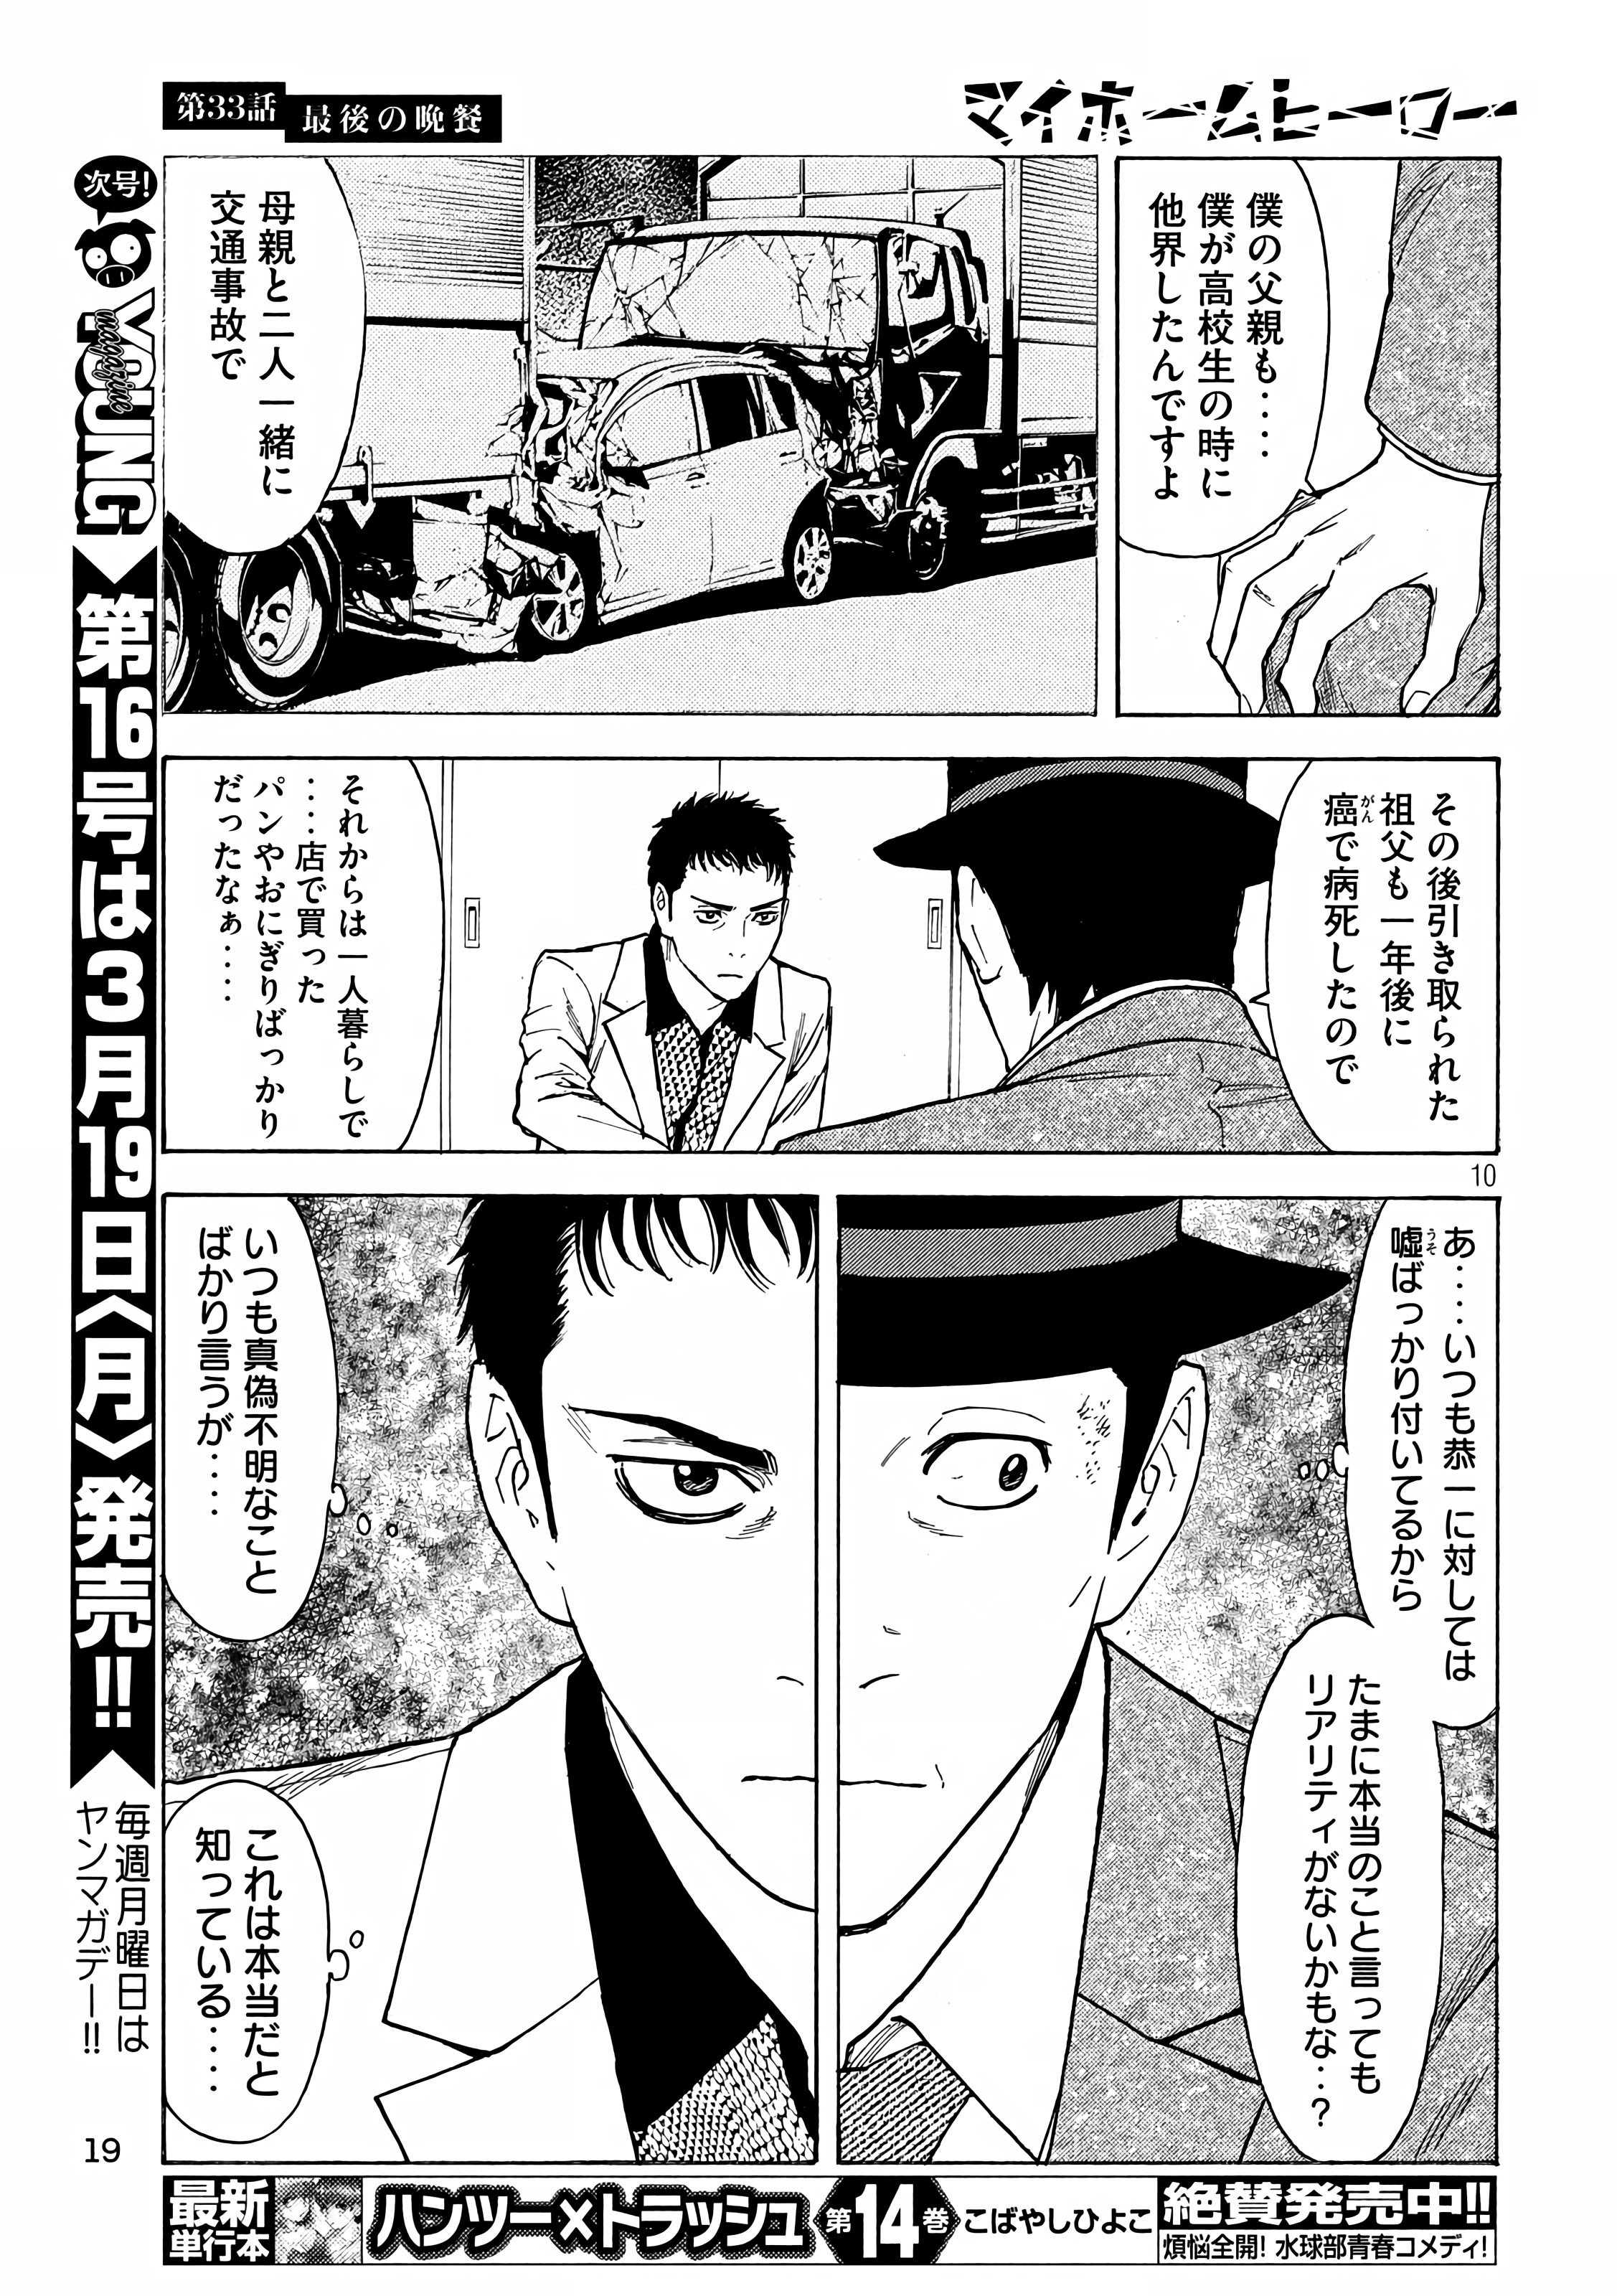 第33話
最後の晩餐
マイホームヒーロー
僕の父親も‥‥
僕が高校生の時に
他界したんですよ
母親と二人一緒に
交通事故で
その後引き取られた
祖父も一年後に
癌で病死したので
がん
それからは一人暮らしで
‥‥店で買った
パンやおにぎりばっかり
だったなぁ‥‥
10
あ‥‥いつも恭一に対しては
嘘ばっかり付いてるから
うそ
たまに本当のこと言っても
リアリティがないかもな‥?
いつも真偽不明なこと
ばかり言うが‥‥
これは本当だと
知っている‥‥
次号!
YOUNG
magazine
第16号は3月19日〈月〉発売!!
毎週月曜日は
ヤンマガデー!!
19
最新
単行本
ハンツー×トラッシュ
第14巻
こばやしひよこ
絶賛発売中!!
煩悩全開! 水球部青春コメディ!